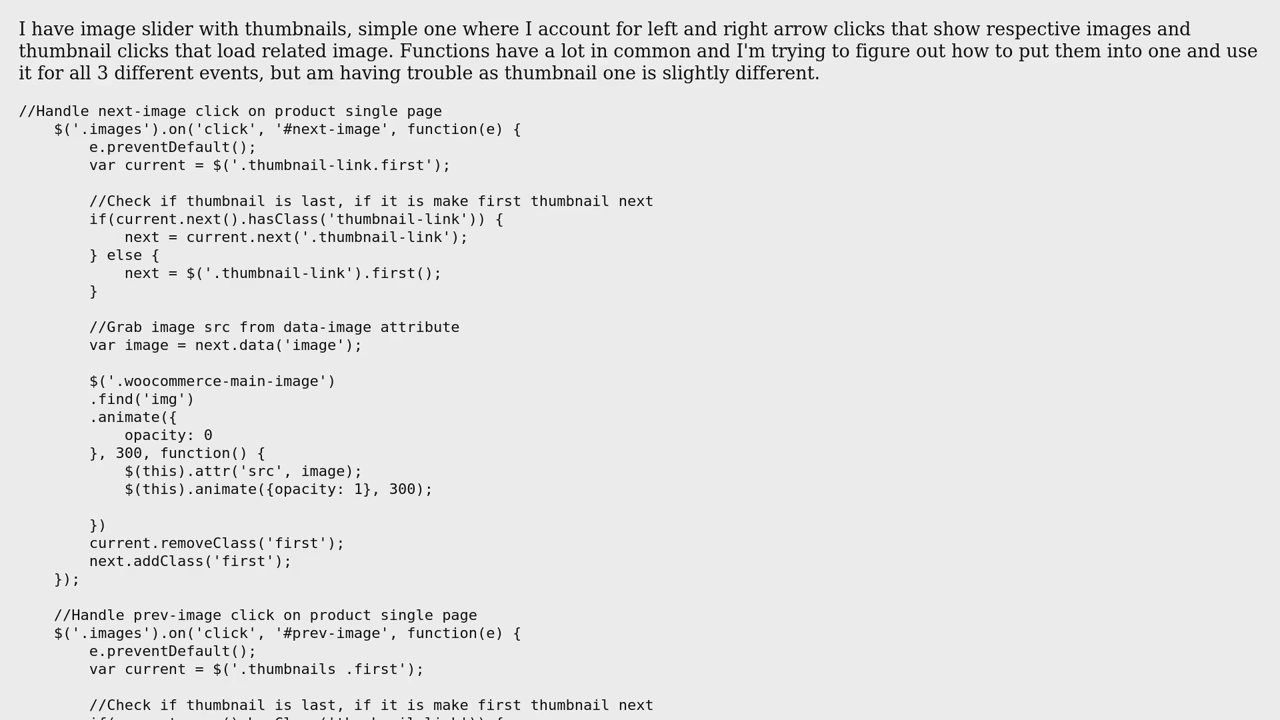 I have image slider with thumbnails, simple one where I account for left and right arrow clicks that show respective images and
thumbnail clicks that load related image. Functions have a lot in common and I'm trying to figure out how to put them into one and use
it for all 3 different events, but am having trouble as thumbnail one is slightly different.
//Handle next-image click on product single page
    $('.images').on('click', '#next-image', function(e) {
        e.preventDefault();
        var current = $('.thumbnail-link.first');
        //Check if thumbnail is last, if it is make first thumbnail next
        if(current.next().hasClass('thumbnail-link')) {
            next = current.next('.thumbnail-link');
        } else {
            next = $('.thumbnail-link').first();
        }
        //Grab image src from data-image attribute
        var image = next.data('image');
        $('.woocommerce-main-image')
        .find('img')
        .animate({
            opacity: 0
        }, 300, function() {
            $(this).attr('src', image);
            $(this).animate({opacity: 1}, 300);
        })
        current.removeClass('first');
        next.addClass('first');
    });
    //Handle prev-image click on product single page
    $('.images').on('click', '#prev-image', function(e) {
        e.preventDefault();
        var current = $('.thumbnails .first');
        //Check if thumbnail is last, if it is make first thumbnail next